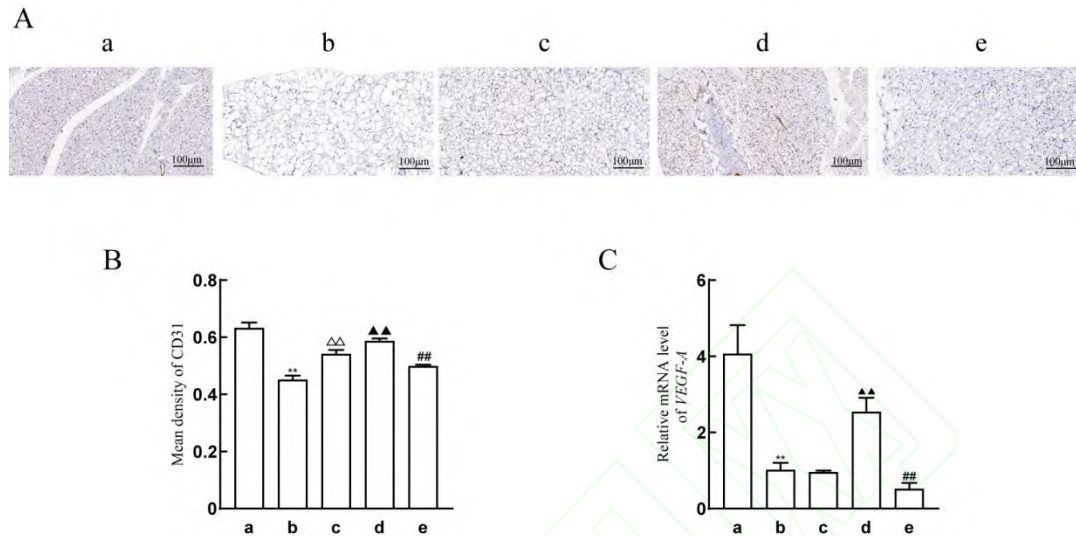 A
a b c d e
100μm 100μm 100μm 100μm 100μm
B
Mean density of CD31
0.8
0.6
0.4
0.2
0
** △△ ▲▲ ##
a b c d e
C
Relative mRNA level
of VEGF-A
6
4
2
0
** ▲▲ ##
a b c d e